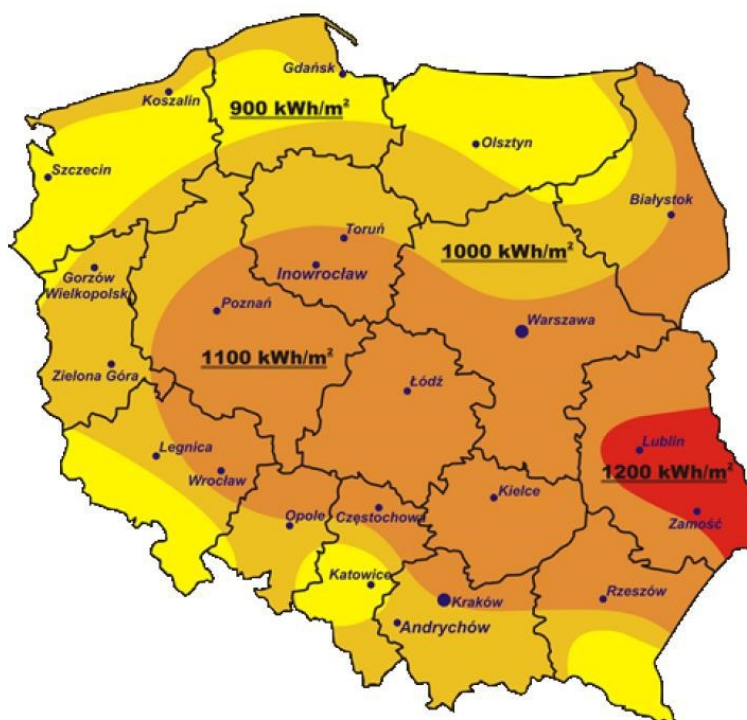 Gdańsk
Koszalin
900 kWh/m²
Olsztyn
Szczecin
Białystok
Toruń
1000 kWh/m²
Inowrocław
Gorzów
Wielkopolski
Poznań
Warszawa
1100 kWh/m²
Zielona Góra
Łódź
Legnica
Lublin
Wrocław
1200 kWh/m²
Kielce
Opole
Częstochowa
Zamość
Katowice
Kraków
Rzeszów
Andrychów